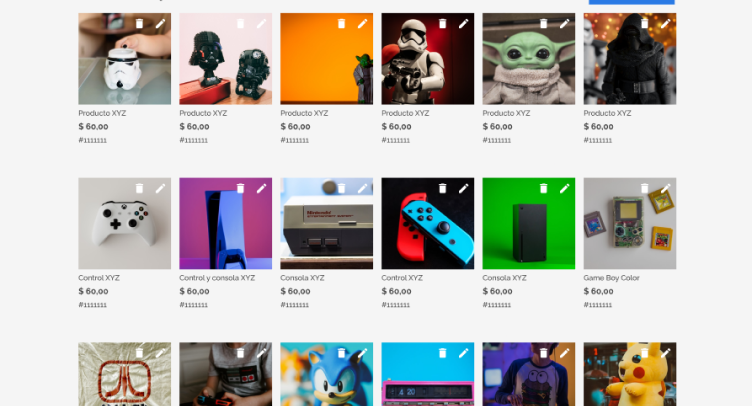 Producto XYZ
$ 60,00
#1111111
Producto XYZ
$ 60,00
#1111111
Producto XYZ
$ 60,00
#1111111
Producto XYZ
$ 60,00
#1111111
Producto XYZ
$ 60,00
#1111111
Producto XYZ
$ 60,00
#1111111
Nintendo
Control XYZ
$ 60,00
#1111111
Control y consola XYZ
$ 60,00
#1111111
Consola XYZ
$ 60,00
#1111111
Control XYZ
$ 60,00
#1111111
Consola XYZ
$ 60,00
#1111111
Game Boy Color
$ 60,00
#1111111